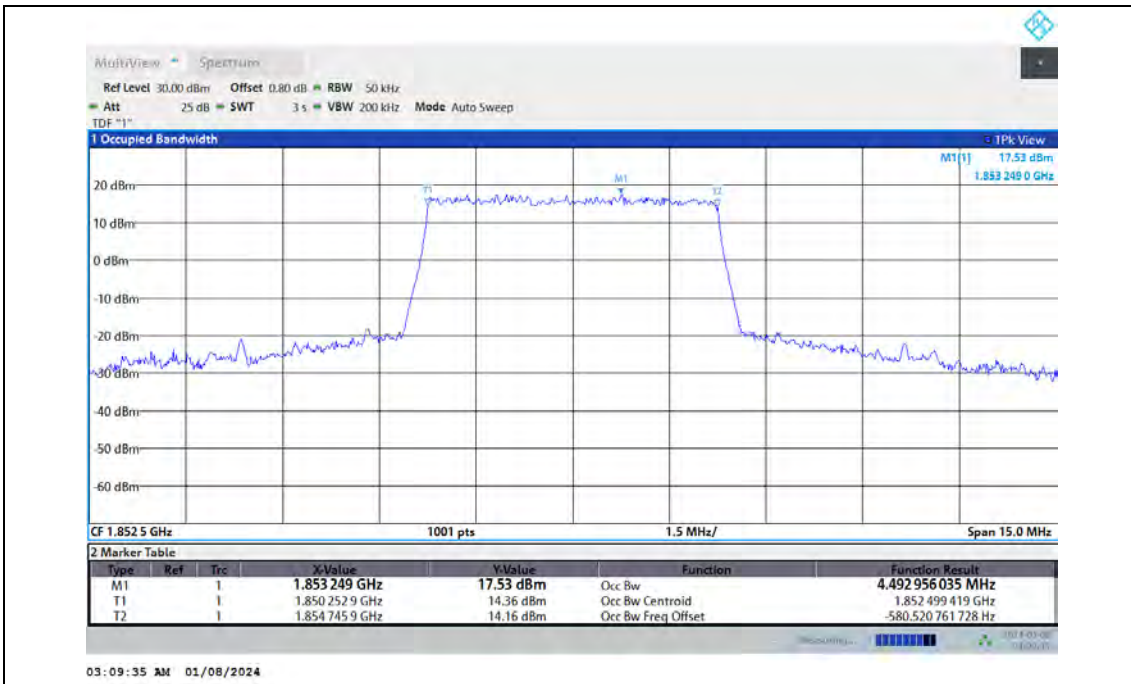 MultiView Spectrum
Ref Level 30.00 dBm Offset 0.80 dB RBW 50 kHz
Att 25 dB SWT 3 s VBW 200 kHz Mode Auto Sweep
TDF "1"
1 Occupied Bandwidth 1Pk View
M1[1] 17.53 dBm
1.853 249 0 GHz
M1
20 dBm
T1 T2
10 dBm
0 dBm
-10 dBm
-20 dBm
-30 dBm
-40 dBm
-50 dBm
-60 dBm
CF 1.852 5 GHz 1001 pts 1.5 MHz/ Span 15.0 MHz
2 Marker Table
Type Ref Trc X-Value Y-Value Function Function Result
M1 1 1.853 249 GHz 17.53 dBm Occ Bw 4.492 956 035 MHz
T1 1 1.850 252 9 GHz 14.36 dBm Occ Bw Centroid 1.852 499 419 GHz
T2 1 1.854 745 9 GHz 14.16 dBm Occ Bw Freq Offset -580.520 761 728 Hz
Measuring...
03:09:35 AM 01/08/2024